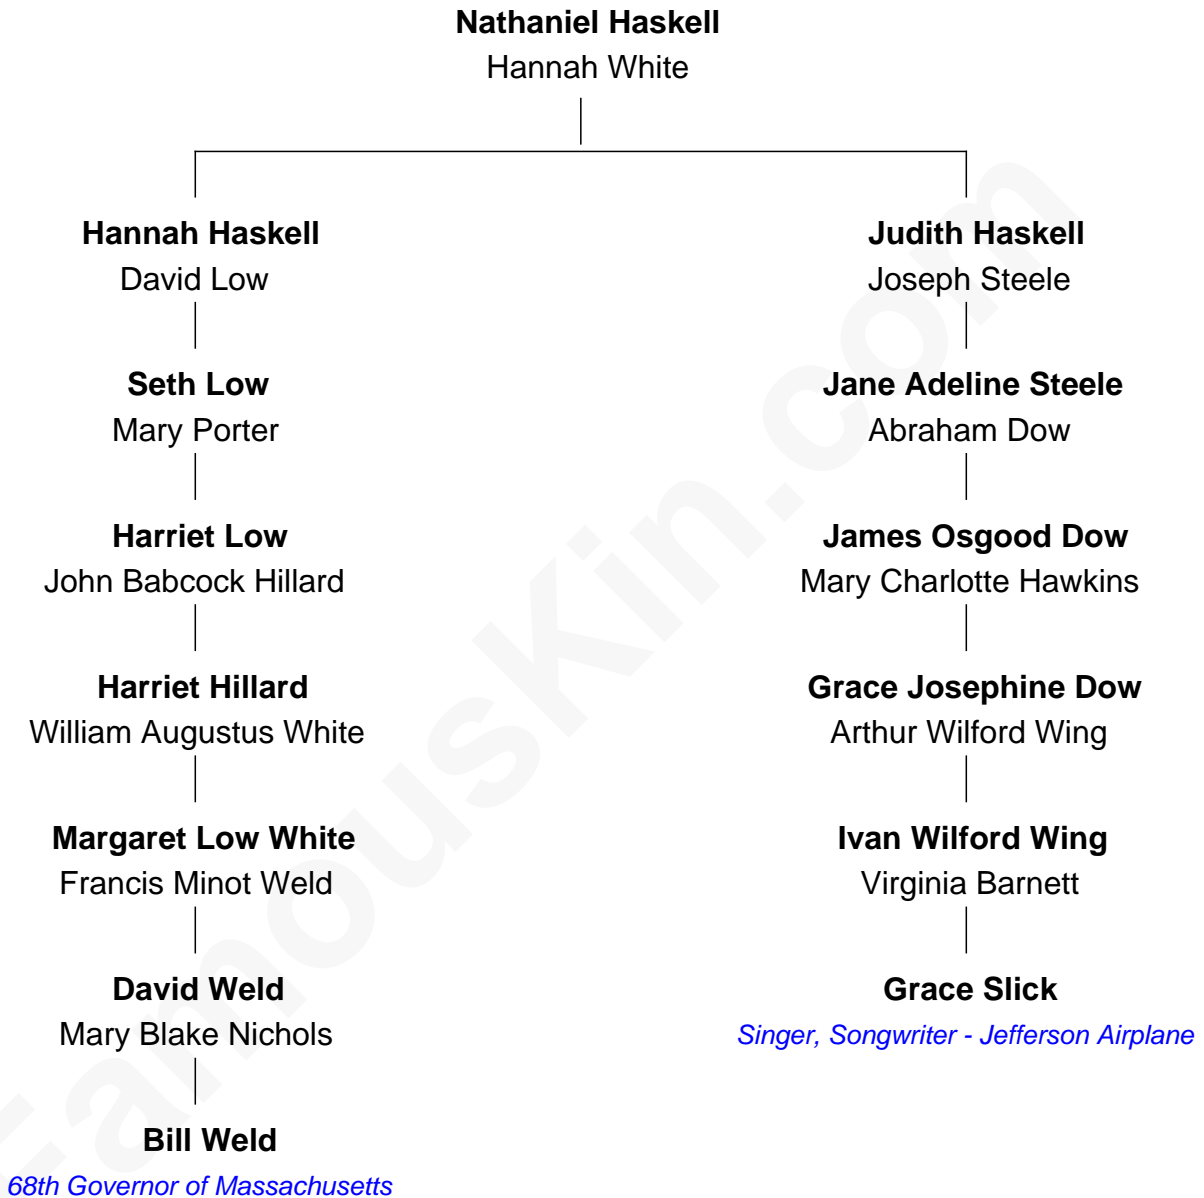 Nathaniel Haskell
Hannah White
Hannah Haskell
David Low
Seth Low
Mary Porter
Harriet Low
John Babcock Hillard
Harriet Hillard
William Augustus White
Margaret Low White
Francis Minot Weld
David Weld
Mary Blake Nichols
Bill Weld
68th Governor of Massachusetts
Judith Haskell
Joseph Steele
Jane Adeline Steele
Abraham Dow
James Osgood Dow
Mary Charlotte Hawkins
Grace Josephine Dow
Arthur Wilford Wing
Ivan Wilford Wing
Virginia Barnett
Grace Slick
Singer, Songwriter - Jefferson Airplane
FamousKin.com